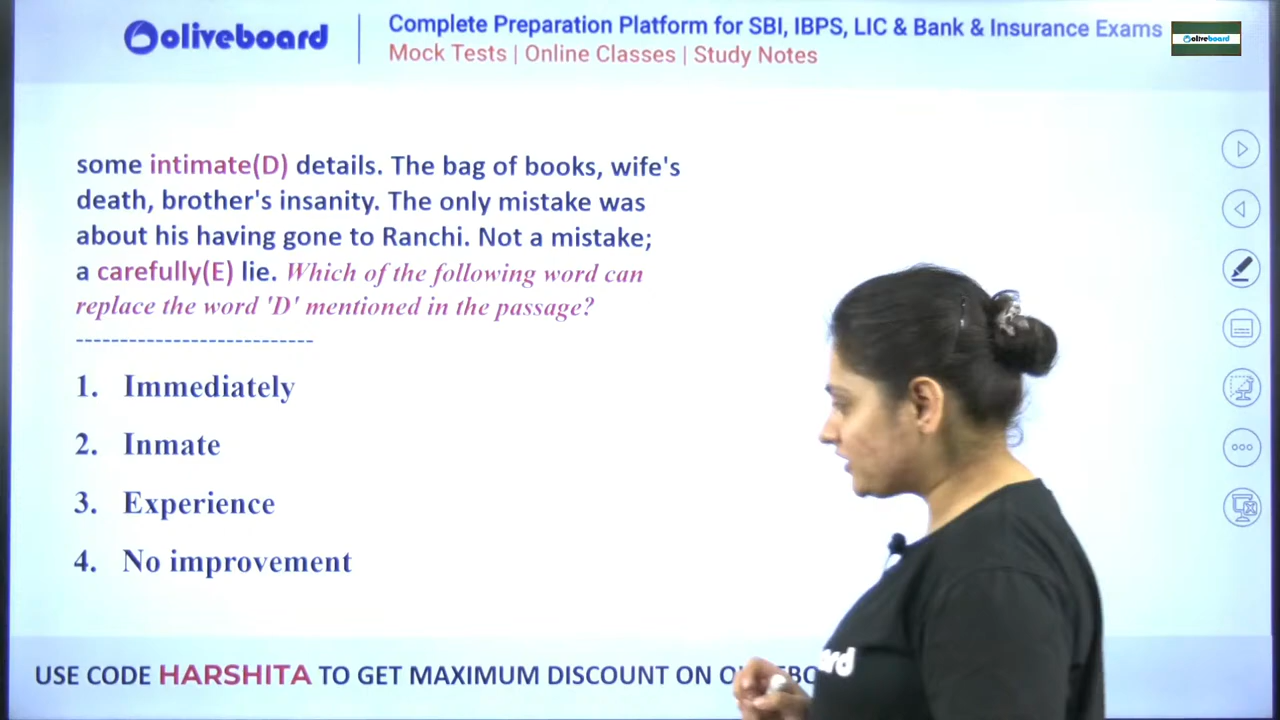 oliveboard
Complete Preparation Platform for SBI, IBPS, LIC & Bank & Insurance Exams
Mock Tests | Online Classes | Study Notes
oliveboard
some intimate(D) details. The bag of books, wife's
death, brother's insanity. The only mistake was
about his having gone to Ranchi. Not a mistake;
a carefully(E) lie. Which of the following word can
replace the word 'D' mentioned in the passage?
--------------------------
1. Immediately
2. Inmate
3. Experience
4. No improvement
USE CODE HARSHITA TO GET MAXIMUM DISCOUNT ON